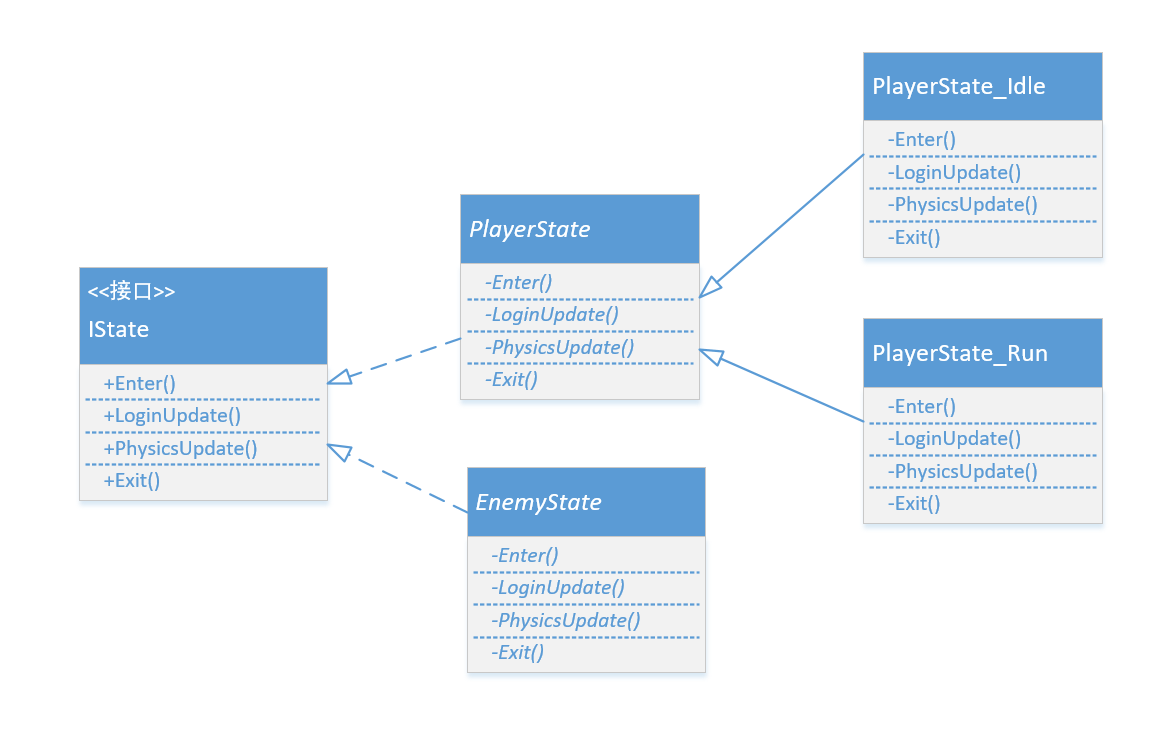 <<接口>>
IState
+Enter()
+LoginUpdate()
+PhysicsUpdate()
+Exit()
PlayerState
-Enter()
-LoginUpdate()
-PhysicsUpdate()
-Exit()
EnemyState
-Enter()
-LoginUpdate()
-PhysicsUpdate()
-Exit()
PlayerState_Idle
-Enter()
-LoginUpdate()
-PhysicsUpdate()
-Exit()
PlayerState_Run
-Enter()
-LoginUpdate()
-PhysicsUpdate()
-Exit()